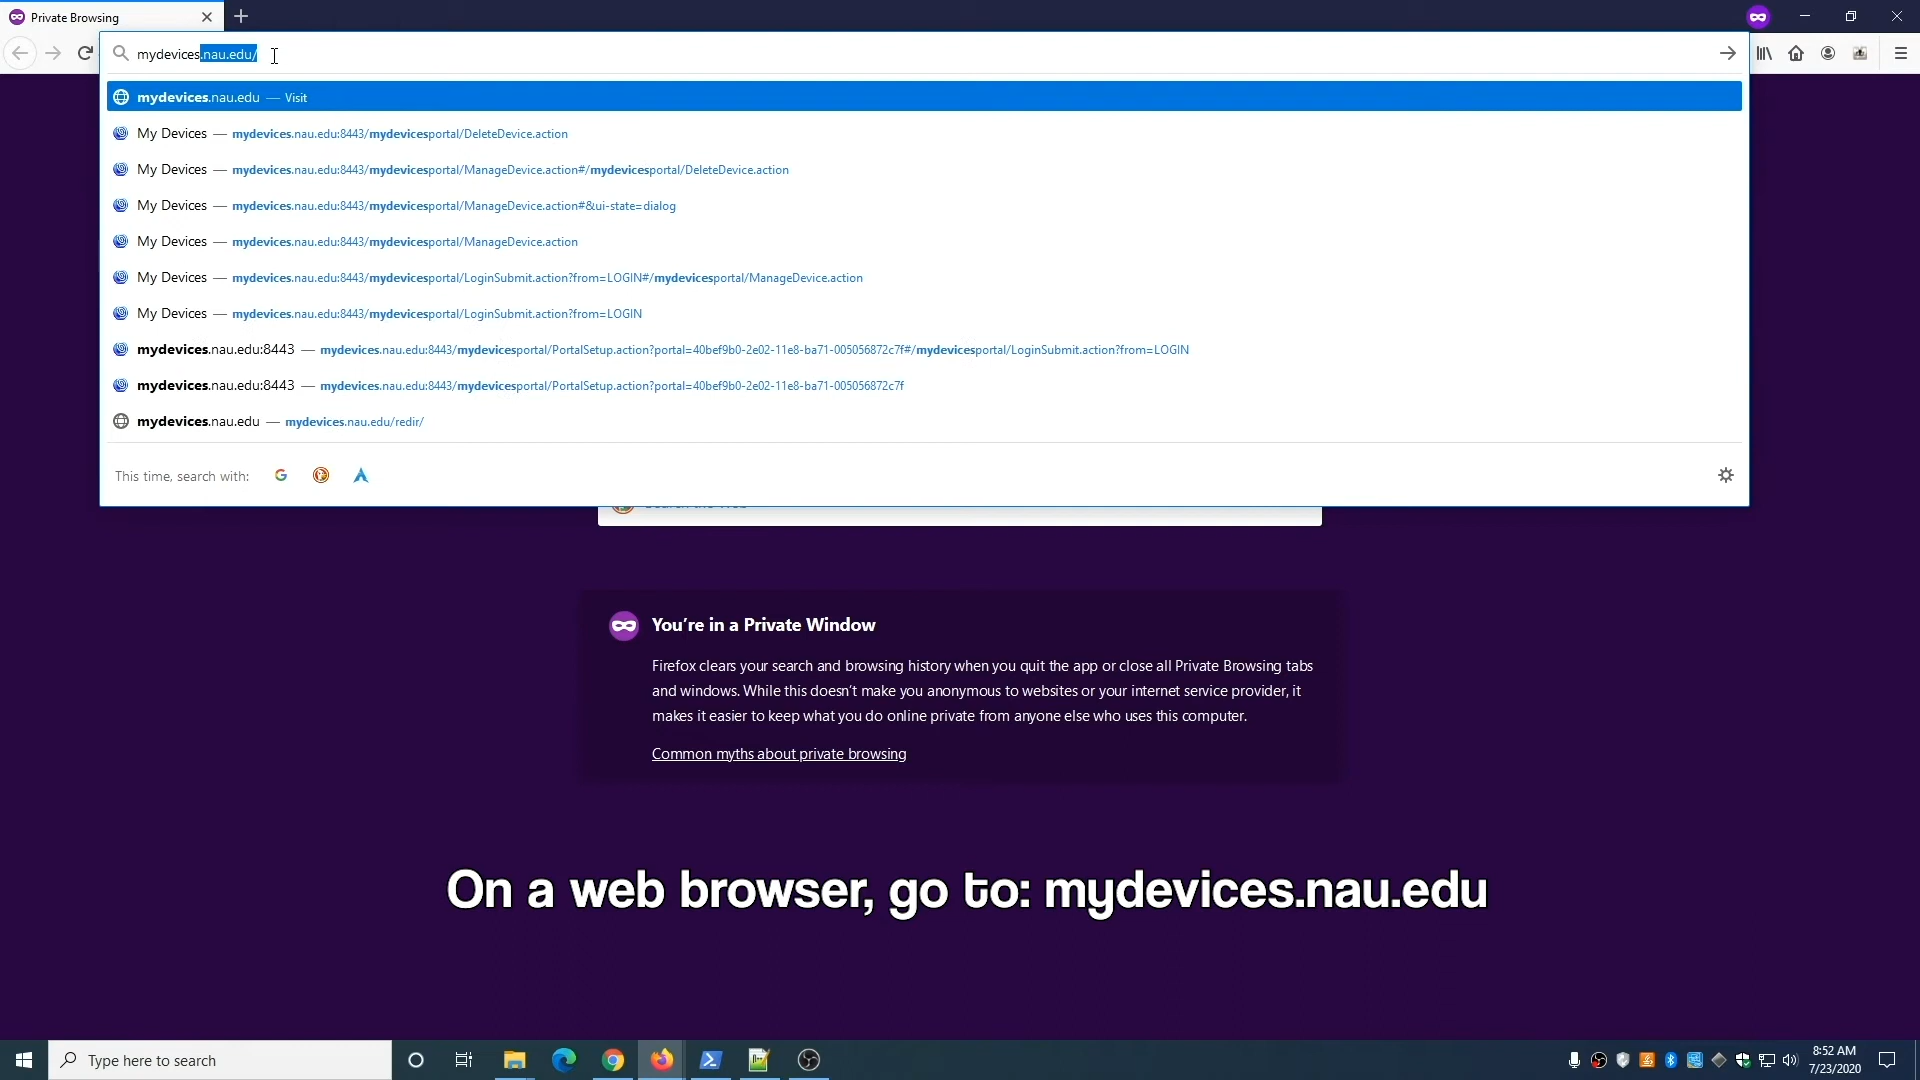 Private Browsing
mydevices.nau.edu/
mydevices.nau.edu — Visit
My Devices — mydevices.nau.edu:8443/mydevicesportal/DeleteDevice.action
My Devices — mydevices.nau.edu:8443/mydevicesportal/ManageDevice.action#/mydevicesportal/DeleteDevice.action
My Devices — mydevices.nau.edu:8443/mydevicesportal/ManageDevice.action#&ui-state=dialog
My Devices — mydevices.nau.edu:8443/mydevicesportal/ManageDevice.action
My Devices — mydevices.nau.edu:8443/mydevicesportal/LoginSubmit.action?from=LOGIN#/mydevicesportal/ManageDevice.action
My Devices — mydevices.nau.edu:8443/mydevicesportal/LoginSubmit.action?from=LOGIN
mydevices.nau.edu:8443 — mydevices.nau.edu:8443/mydevicesportal/PortalSetup.action?portal=40bef9b0-2e02-11e8-ba71-005056872c7f#/mydevicesportal/LoginSubmit.action?from=LOGIN
mydevices.nau.edu:8443 — mydevices.nau.edu:8443/mydevicesportal/PortalSetup.action?portal=40bef9b0-2e02-11e8-ba71-005056872c7f
mydevices.nau.edu — mydevices.nau.edu/redir/
This time, search with:
You're in a Private Window
Firefox clears your search and browsing history when you quit the app or close all Private Browsing tabs
and windows. While this doesn't make you anonymous to websites or your internet service provider, it
makes it easier to keep what you do online private from anyone else who uses this computer.
Common myths about private browsing
On a web browser, go to: mydevices.nau.edu
Type here to search
8:52 AM
7/23/2020